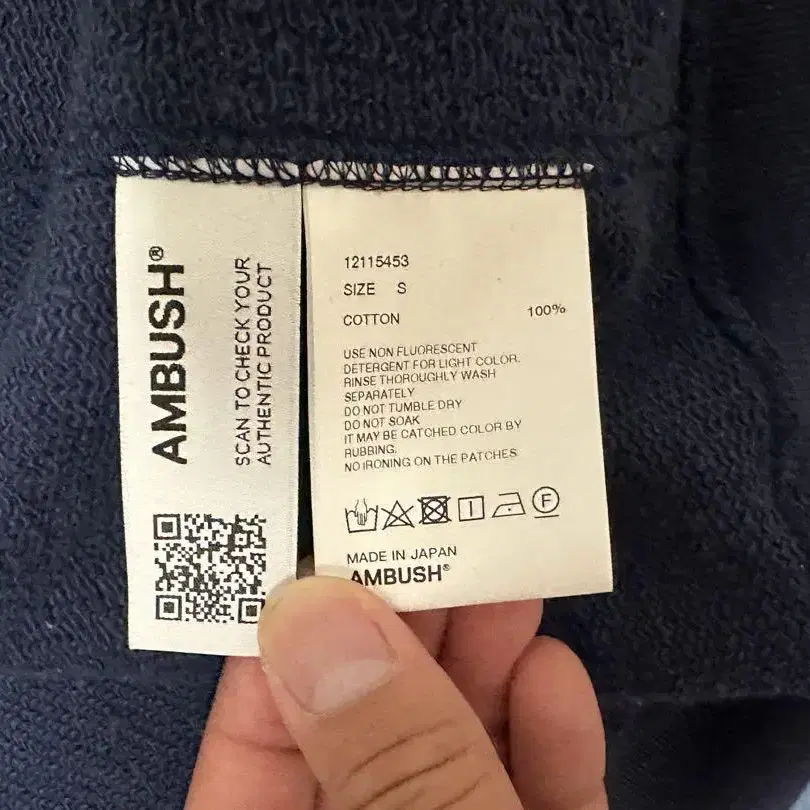 AMBUSH®
SCAN TO CHECK YOUR
AUTHENTIC PRODUCT
12115453
SIZE S
COTTON 100%
USE NON FLUORESCENT
DETERGENT FOR LIGHT COLOR.
RINSE THOROUGHLY WASH
SEPARATELY
DO NOT TUMBLE DRY
DO NOT SOAK
IT MAY BE CATCHED COLOR BY
RUBBING.
NO IRONING ON THE PATCHES
F
MADE IN JAPAN
AMBUSH®